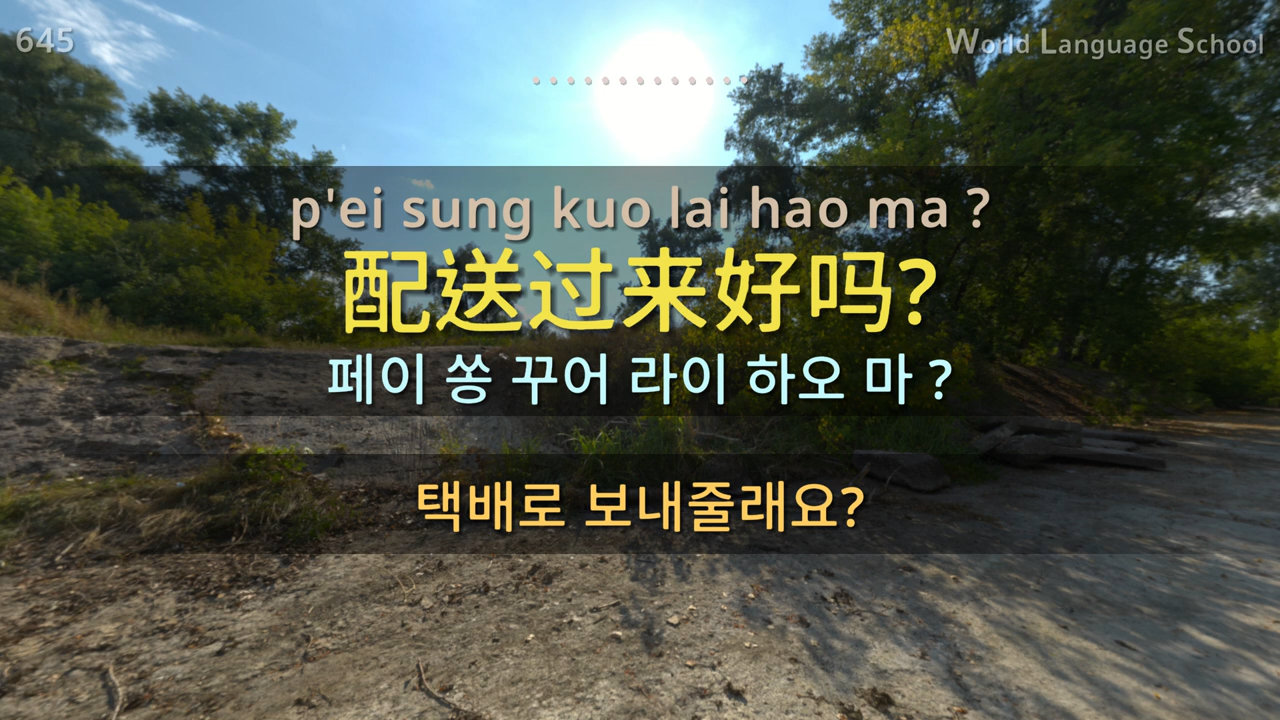 645
World Language School
p'ei sung kuo lai hao ma ?
配送过来好吗?
페이 쏭 꾸어 라이 하오 마 ?
택배로 보내줄래요?